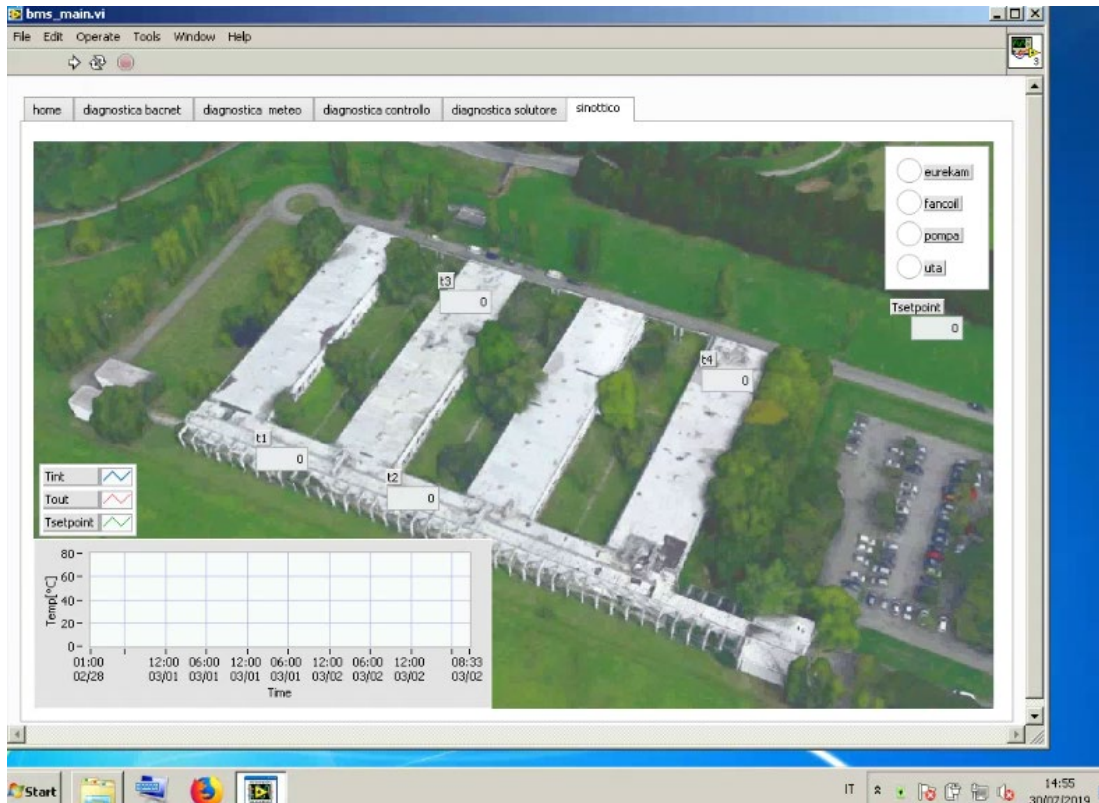 bms_main.vi
File Edit Operate Tools Window Help
3
home diagnostica bacnet diagnostica meteo diagnostica controllo diagnostica solutore sinottico
eurekam
fancoil
pompa
uta
Tsetpoint
0
t3
0
t4
0
t1
0
t2
0
Tint
Tout
Tsetpoint
80
60
40
20
0
Temp[°C]
01:00 12:00 06:00 12:00 06:00 12:00 06:00 12:00 08:33
02/28 03/01 03/01 03/01 03/01 03/02 03/02 03/02 03/02
Time
Start
IT
14:55
30/07/2019